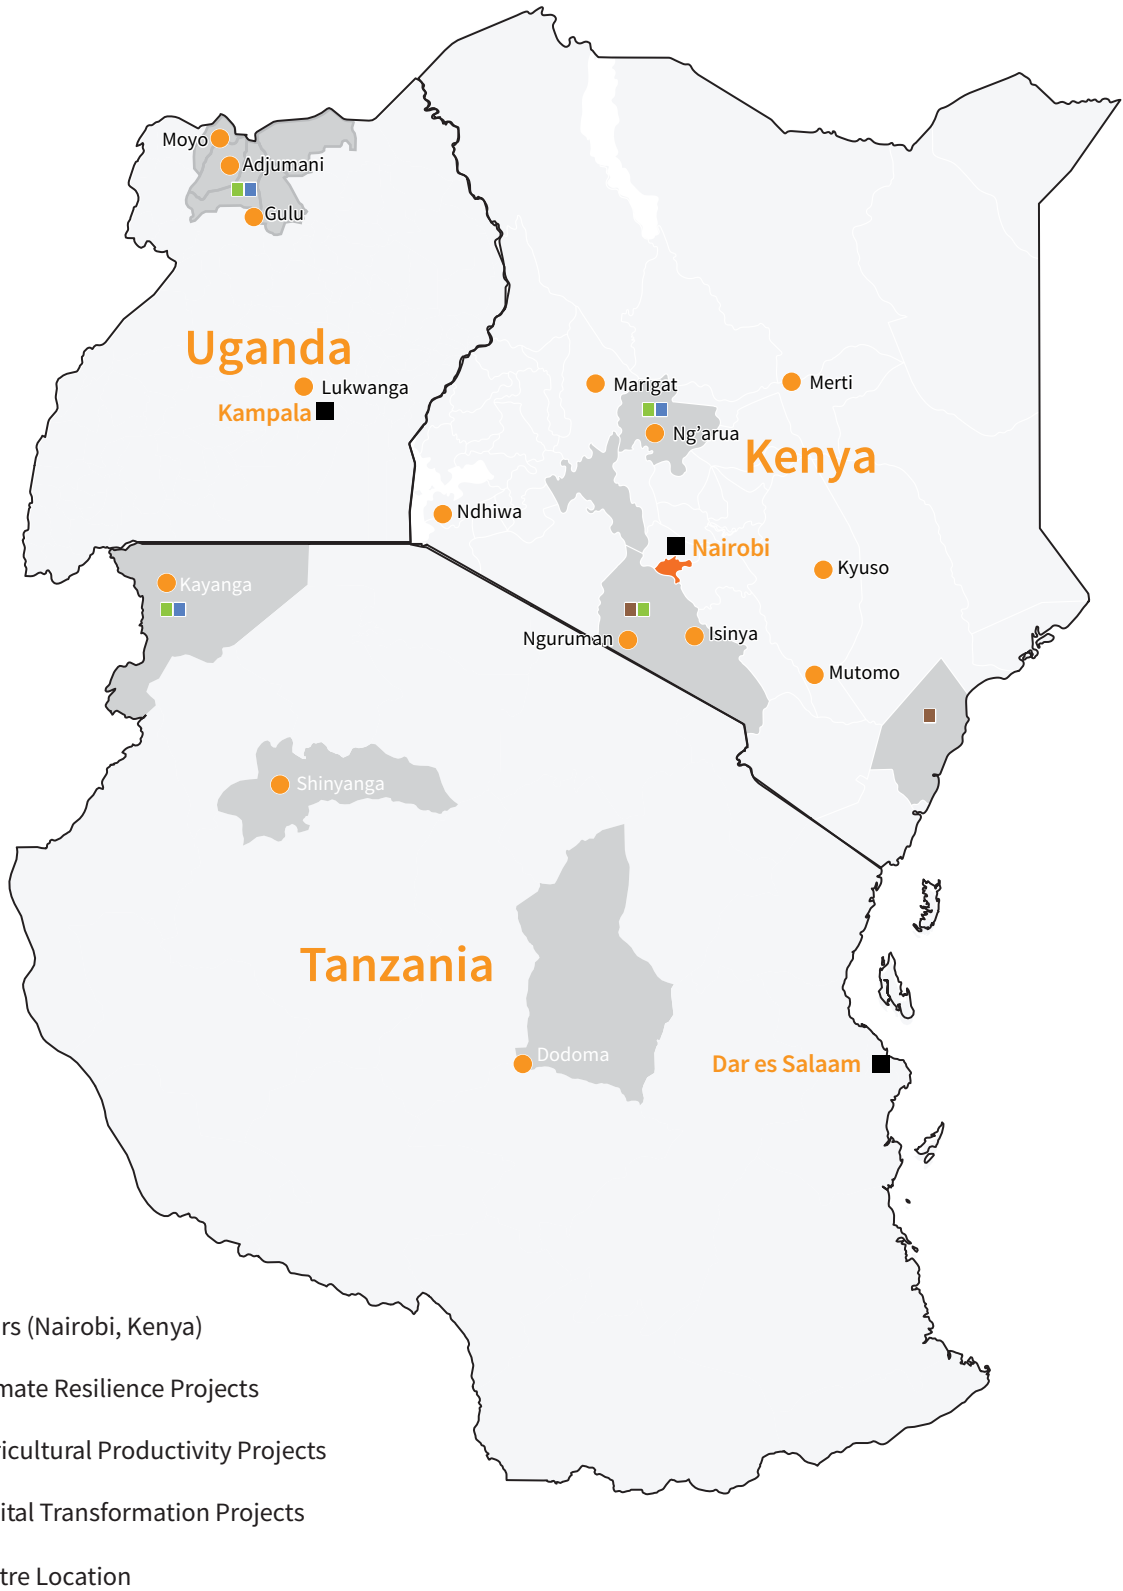 Moyo
Adjumani
Gulu
Uganda
Lukwanga
Kampala
Marigat
Merti
Ng’arua
Kenya
Ndhiwa
Nairobi
Kyuso
Kayanga
Nguruman
Isinya
Mutomo
Shinyanga
Tanzania
Dodoma
Dar es Salaam
rs (Nairobi, Kenya)
mate Resilience Projects
icultural Productivity Projects
ital Transformation Projects
tre Location